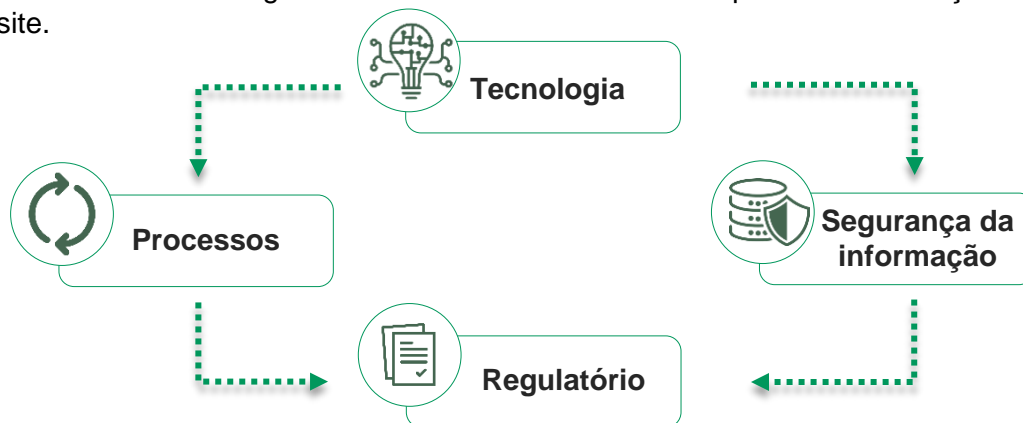 site.
Tecnologia
Processos
Segurança da
informação
Regulatório